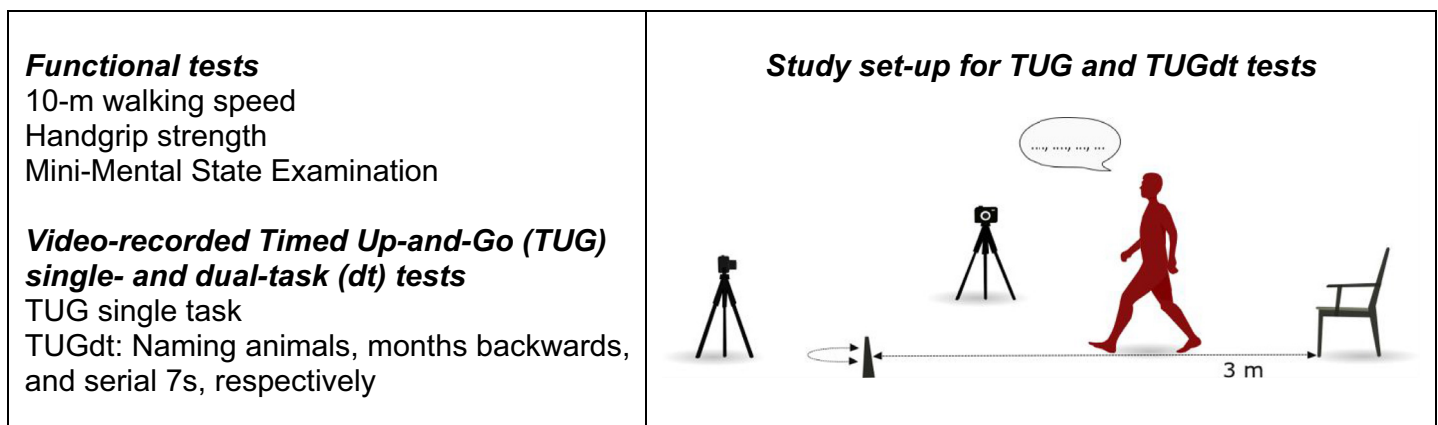 Functional tests
10-m walking speed
Handgrip strength
Mini-Mental State Examination
Video-recorded Timed Up-and-Go (TUG)
single- and dual-task (dt) tests
TUG single task
TUGdt: Naming animals, months backwards,
and serial 7s, respectively
Study set-up for TUG and TUGdt tests
3 m